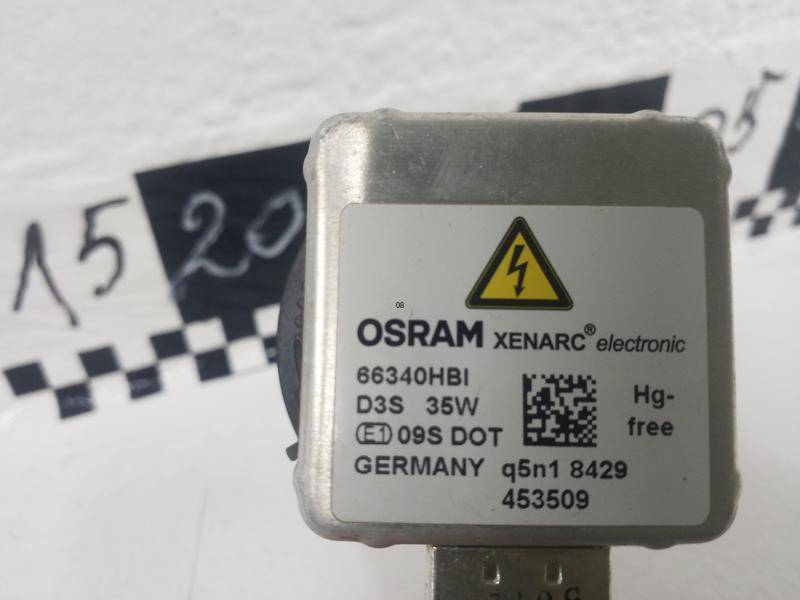 15 20
25
08
OSRAM XENARC® electronic
66340HBI
D3S 35W
E1 09S DOT
Hg-
free
GERMANY q5n1 8429
453509